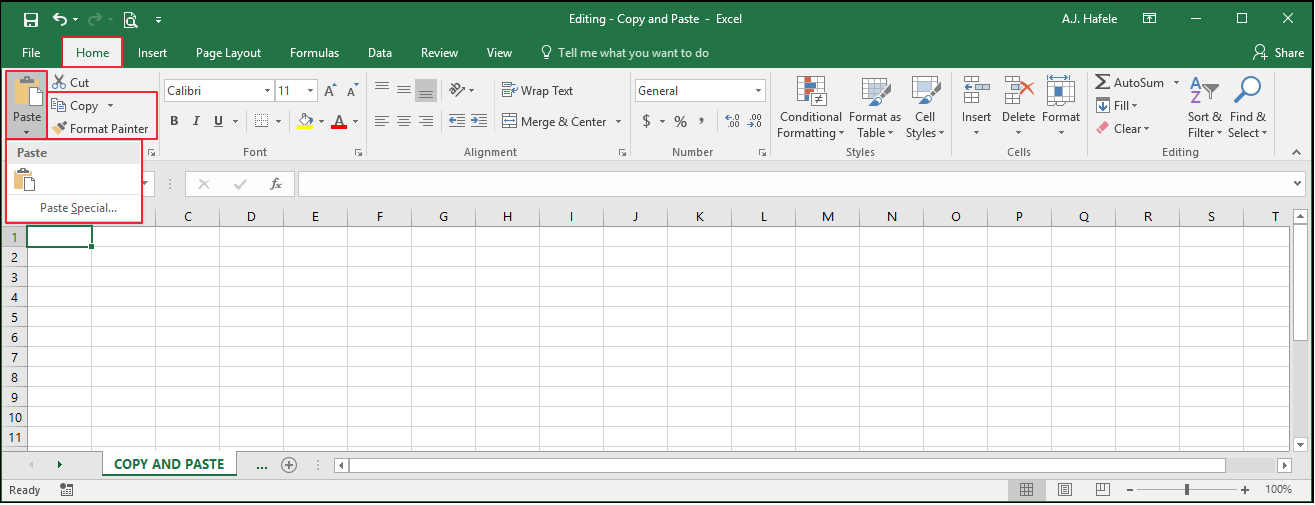 Editing - Copy and Paste - Excel
A.J. Hafele
File Home Insert Page Layout Formulas Data Review View Tell me what you want to do Share
Paste
Cut
Copy
Format Painter
Calibri 11
B I U
Font
Wrap Text
Merge & Center
Alignment
General
$ % ,
Number
Conditional Formatting
Format as Table
Cell Styles
Styles
Insert Delete Format
Cells
AutoSum
Fill
Clear
Sort & Filter
Find & Select
Editing
Paste
Paste Special...
fx
C D E F G H I J K L M N O P Q R S T
1
2
3
4
5
6
7
8
9
10
11
COPY AND PASTE ...
Ready
100%